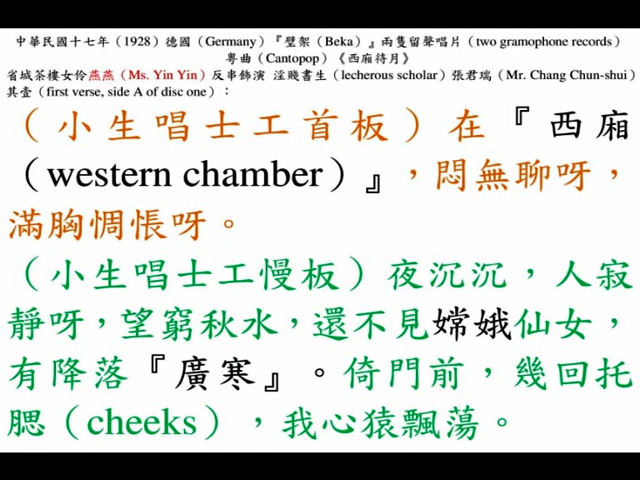 中華民國十七年（1928）德國（Germany）『壁架（Beka）』兩隻留聲唱片（two gramophone records）
粵曲（Cantopop）《西廂待月》
省城茶樓女伶燕燕（Ms. Yin Yin）反串飾演 淫賤書生（lecherous scholar）張君瑞（Mr. Chang Chun-shui）
其壹（first verse, side A of disc one）：
（小生唱士工首板）在『西廂
（western chamber）』，悶無聊呀，
滿胸惆悵呀。
（小生唱士工慢板）夜沉沉，人寂
靜呀，望窮秋水，還不見嫦娥仙女，
有降落『廣寒』。倚門前，幾回托
腮（cheeks），我心猿飄蕩。